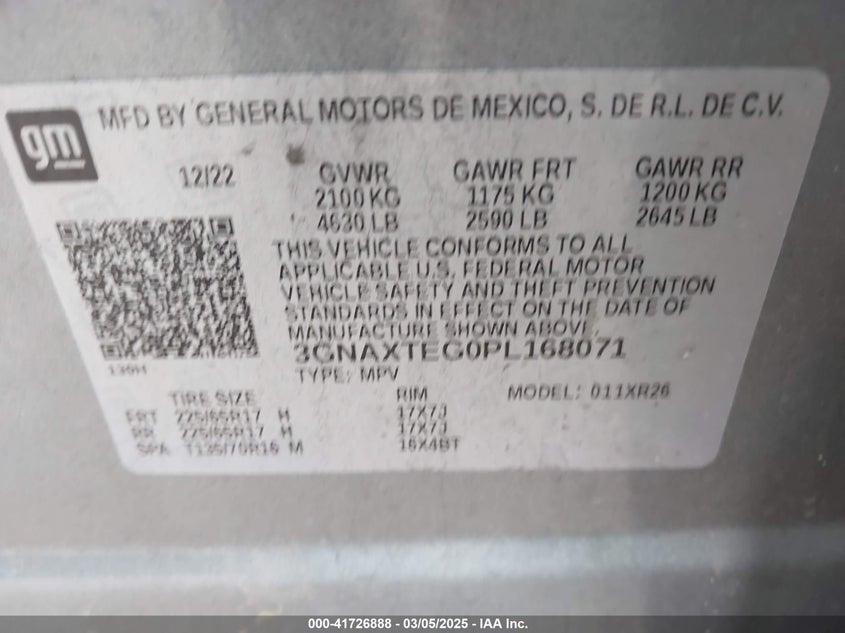 gm
MFD BY GENERAL MOTORS DE MEXICO, S. DE R.L. DE C.V.
12/22 GVWR GAWR FRT GAWR RR
2100 KG 1175 KG 1200 KG
4630 LB 2590 LB 2645 LB
THIS VEHICLE CONFORMS TO ALL
APPLICABLE U.S. FEDERAL MOTOR
VEHICLE SAFETY AND THEFT PREVENTION
STANDARDS IN EFFECT ON THE DATE OF
MANUFACTURE SHOWN ABOVE
3GNAXTEG0PL168071
TYPE: MPV
TIRE SIZE RIM MODEL: 011XR26
FRT 225/65R17 H 17X7J
RR 225/65R17 H 17X7J
SPA T135/70R16 M 16X4BT
000-41726888 - 03/05/2025 - IAA Inc.